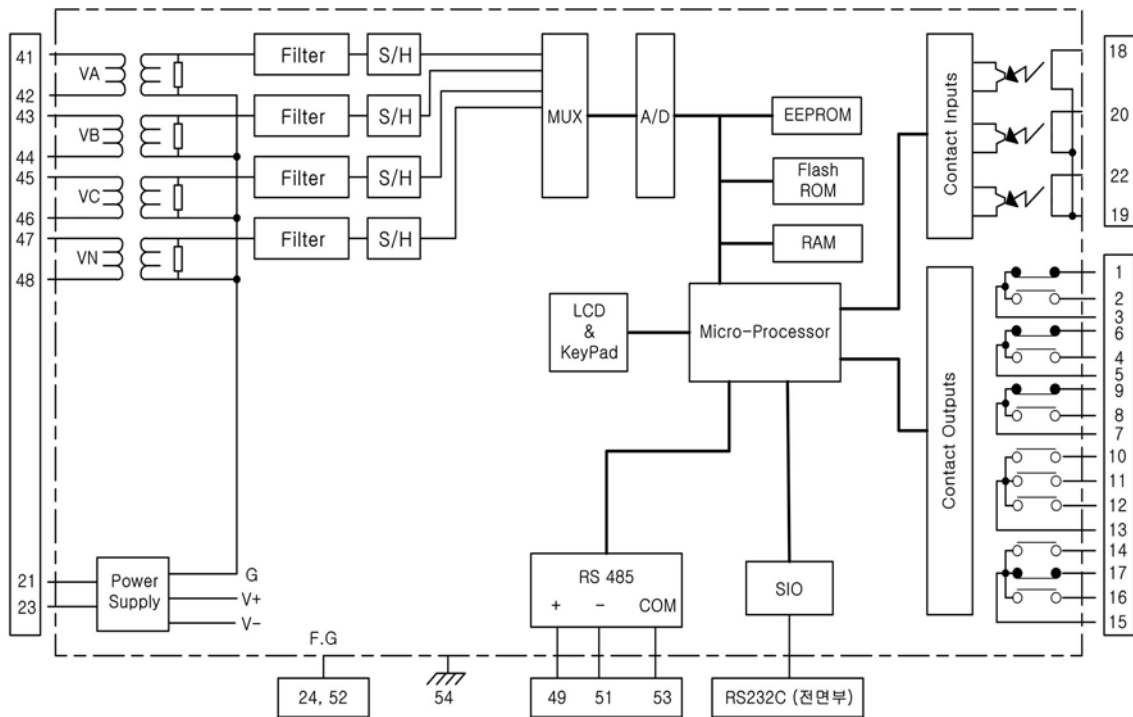 41
VA
42
43
VB
44
45
VC
46
47
VN
48
21
23
Filter
S/H
Filter
S/H
Filter
S/H
Filter
S/H
MUX
A/D
EEPROM
Flash
ROM
RAM
LCD
&
KeyPad
Micro-Processor
Contact Inputs
18
20
22
19
Contact Outputs
1
2
3
6
4
5
9
8
7
10
11
12
13
14
17
16
15
Power
Supply
G
V+
V-
F.G
24, 52
54
RS 485
+ - COM
49 51 53
SIO
RS232C (전면부)